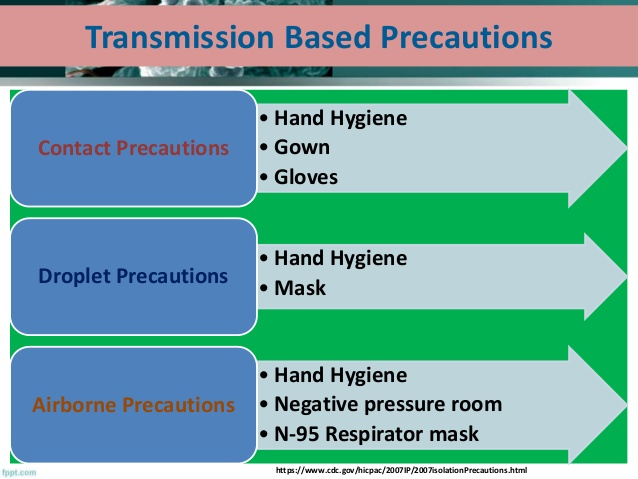 Transmission Based Precautions
Contact Precautions
• Hand Hygiene
• Gown
• Gloves
Droplet Precautions
• Hand Hygiene
• Mask
Airborne Precautions
• Hand Hygiene
• Negative pressure room
• N-95 Respirator mask
fppt.com
https://www.cdc.gov/hicpac/2007IP/2007isolationPrecautions.html